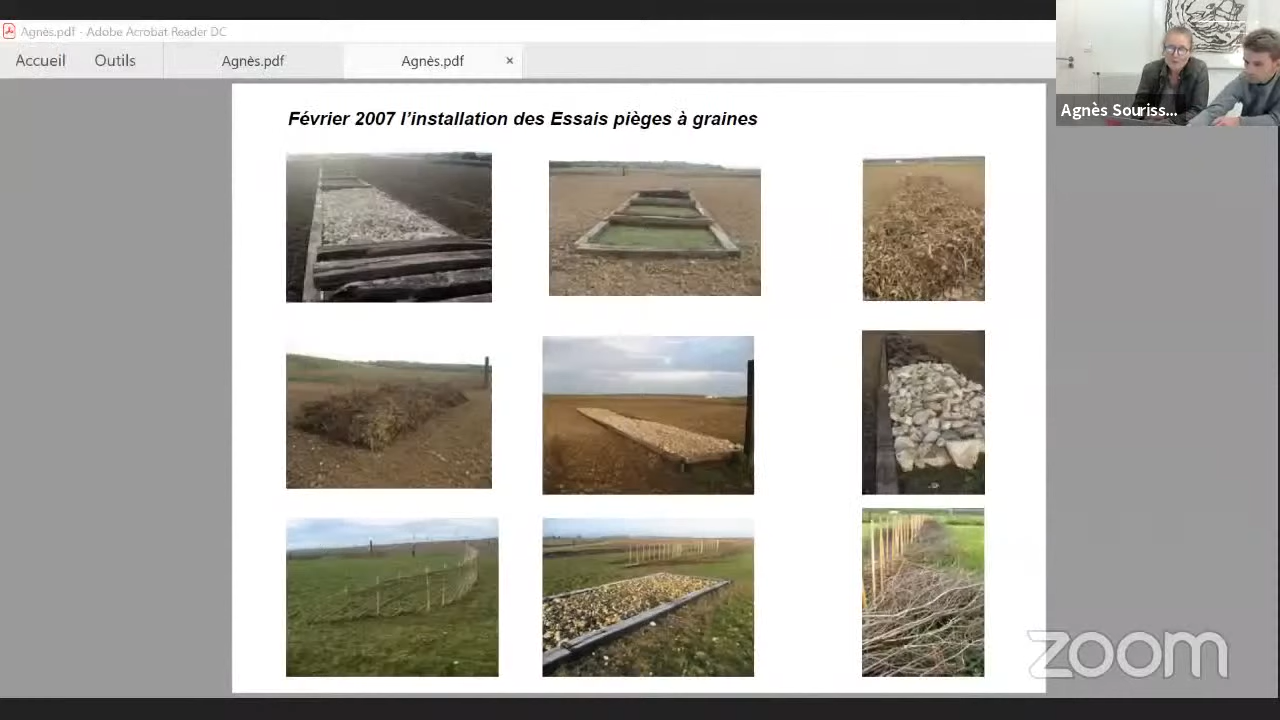 Agnès.pdf - Adobe Acrobat Reader DC
Accueil Outils Agnès.pdf Agnès.pdf ×
Agnès Souriss...
Février 2007 l'installation des Essais pièges à graines
zoom